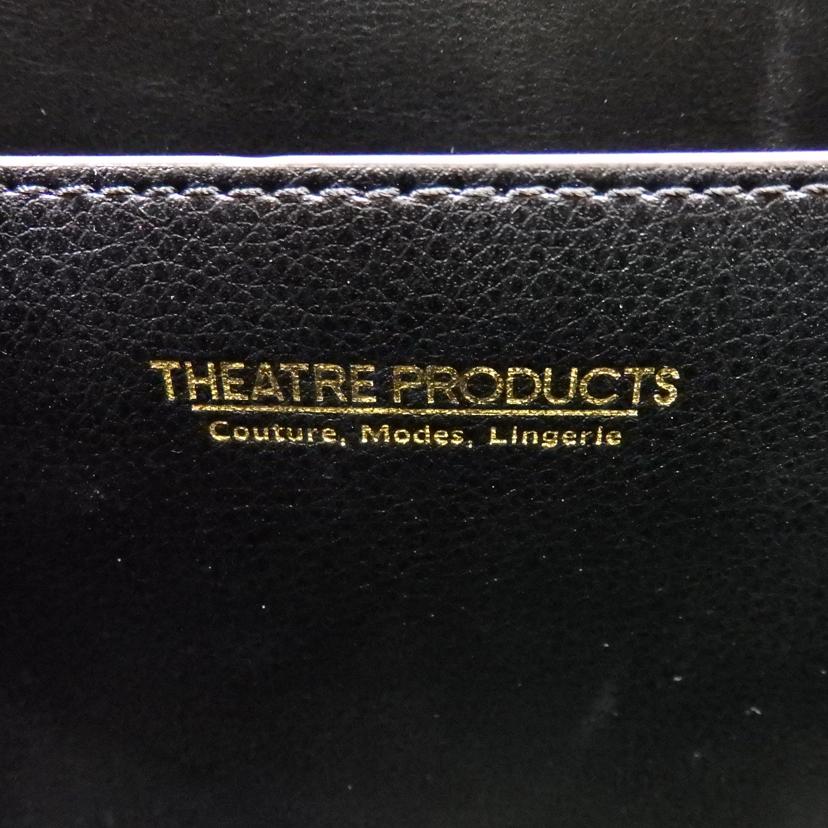 THEATRE PRODUCTS
Couture, Modes, Lingerie